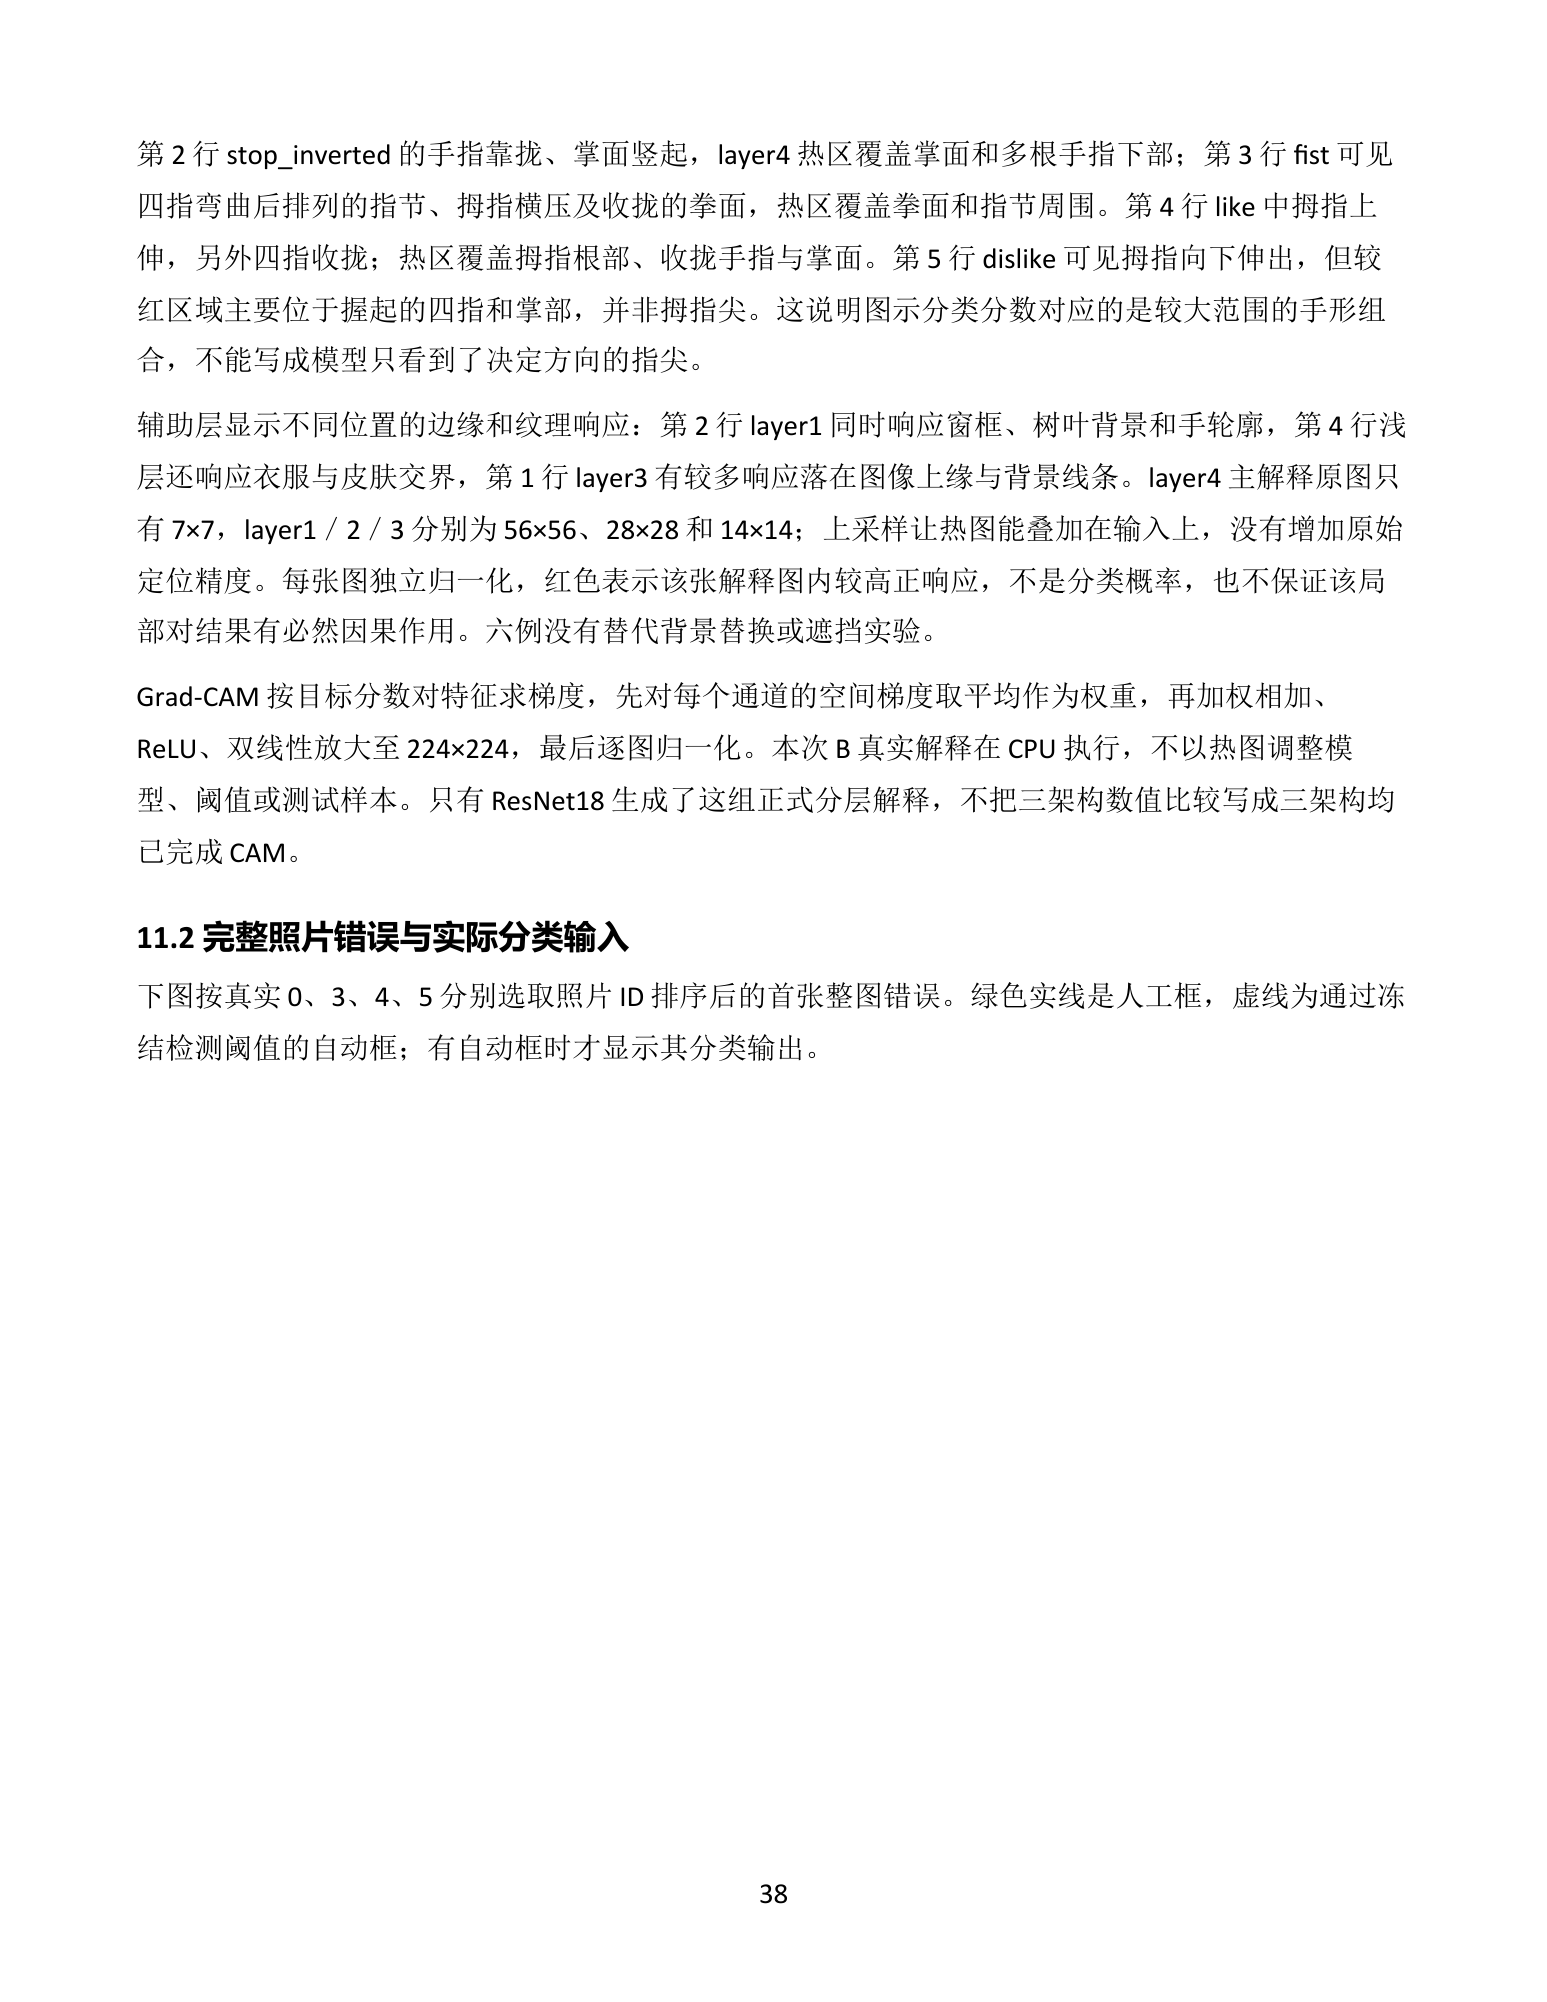 第 2 行 stop_inverted 的手指靠拢、掌面竖起，layer4 热区覆盖掌面和多根手指下部；第 3 行 fist 可见
四指弯曲后排列的指节、拇指横压及收拢的拳面，热区覆盖拳面和指节周围。第 4 行 like 中拇指上
伸，另外四指收拢；热区覆盖拇指根部、收拢手指与掌面。第 5 行 dislike 可见拇指向下伸出，但较
红区域主要位于握起的四指和掌部，并非拇指尖。这说明图示分类分数对应的是较大范围的手形组
合，不能写成模型只看到了决定方向的指尖。
辅助层显示不同位置的边缘和纹理响应：第 2 行 layer1 同时响应窗框、树叶背景和手轮廓，第 4 行浅
层还响应衣服与皮肤交界，第 1 行 layer3 有较多响应落在图像上缘与背景线条。layer4 主解释原图只
有 7×7，layer1／2／3 分别为 56×56、28×28 和 14×14；上采样让热图能叠加在输入上，没有增加原始
定位精度。每张图独立归一化，红色表示该张解释图内较高正响应，不是分类概率，也不保证该局
部对结果有必然因果作用。六例没有替代背景替换或遮挡实验。
Grad-CAM 按目标分数对特征求梯度，先对每个通道的空间梯度取平均作为权重，再加权相加、
ReLU、双线性放大至 224×224，最后逐图归一化。本次 B 真实解释在 CPU 执行，不以热图调整模
型、阈值或测试样本。只有 ResNet18 生成了这组正式分层解释，不把三架构数值比较写成三架构均
已完成 CAM。
11.2 完整照片错误与实际分类输入
下图按真实 0、3、4、5 分别选取照片 ID 排序后的首张整图错误。绿色实线是人工框，虚线为通过冻
结检测阈值的自动框；有自动框时才显示其分类输出。
38